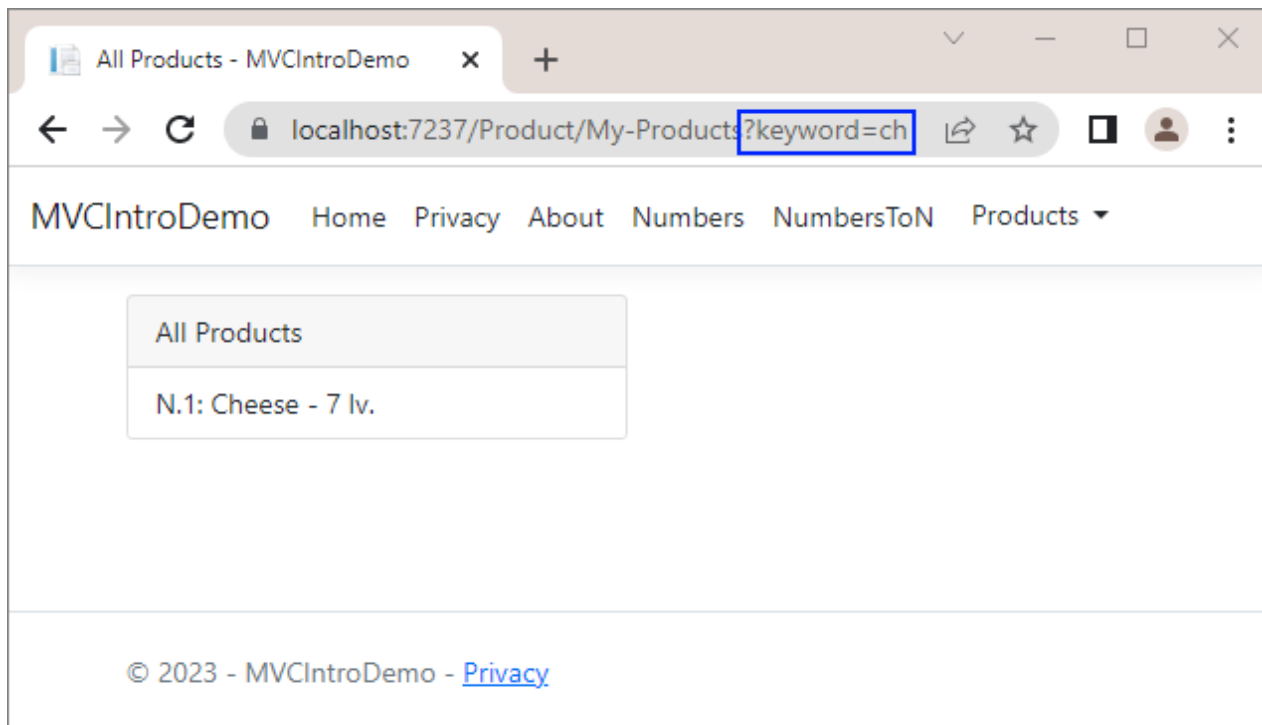 All Products - MVCIntroDemo
localhost:7237/Product/My-Products?keyword=ch
MVCIntroDemo Home Privacy About Numbers NumbersToN Products
All Products
N.1: Cheese - 7 lv.
© 2023 - MVCIntroDemo - Privacy